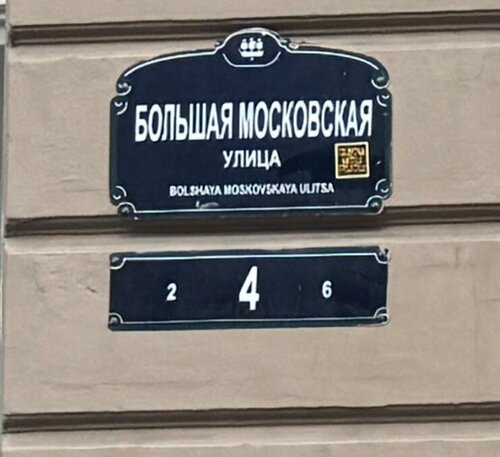 БОЛЬШАЯ МОСКОВСКАЯ
УЛИЦА
BOLSHAYA MOSKOVSKAYA ULITSA
2 4 6